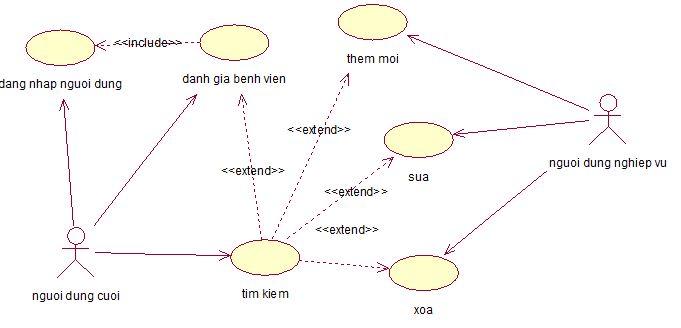 <<include>>
dang nhap nguoi dung
danh gia benh vien
them moi
<<extend>>
<<extend>>
<<extend>>
<<extend>>
sua
nguoi dung nghiep vu
nguoi dung cuoi
tim kiem
xoa